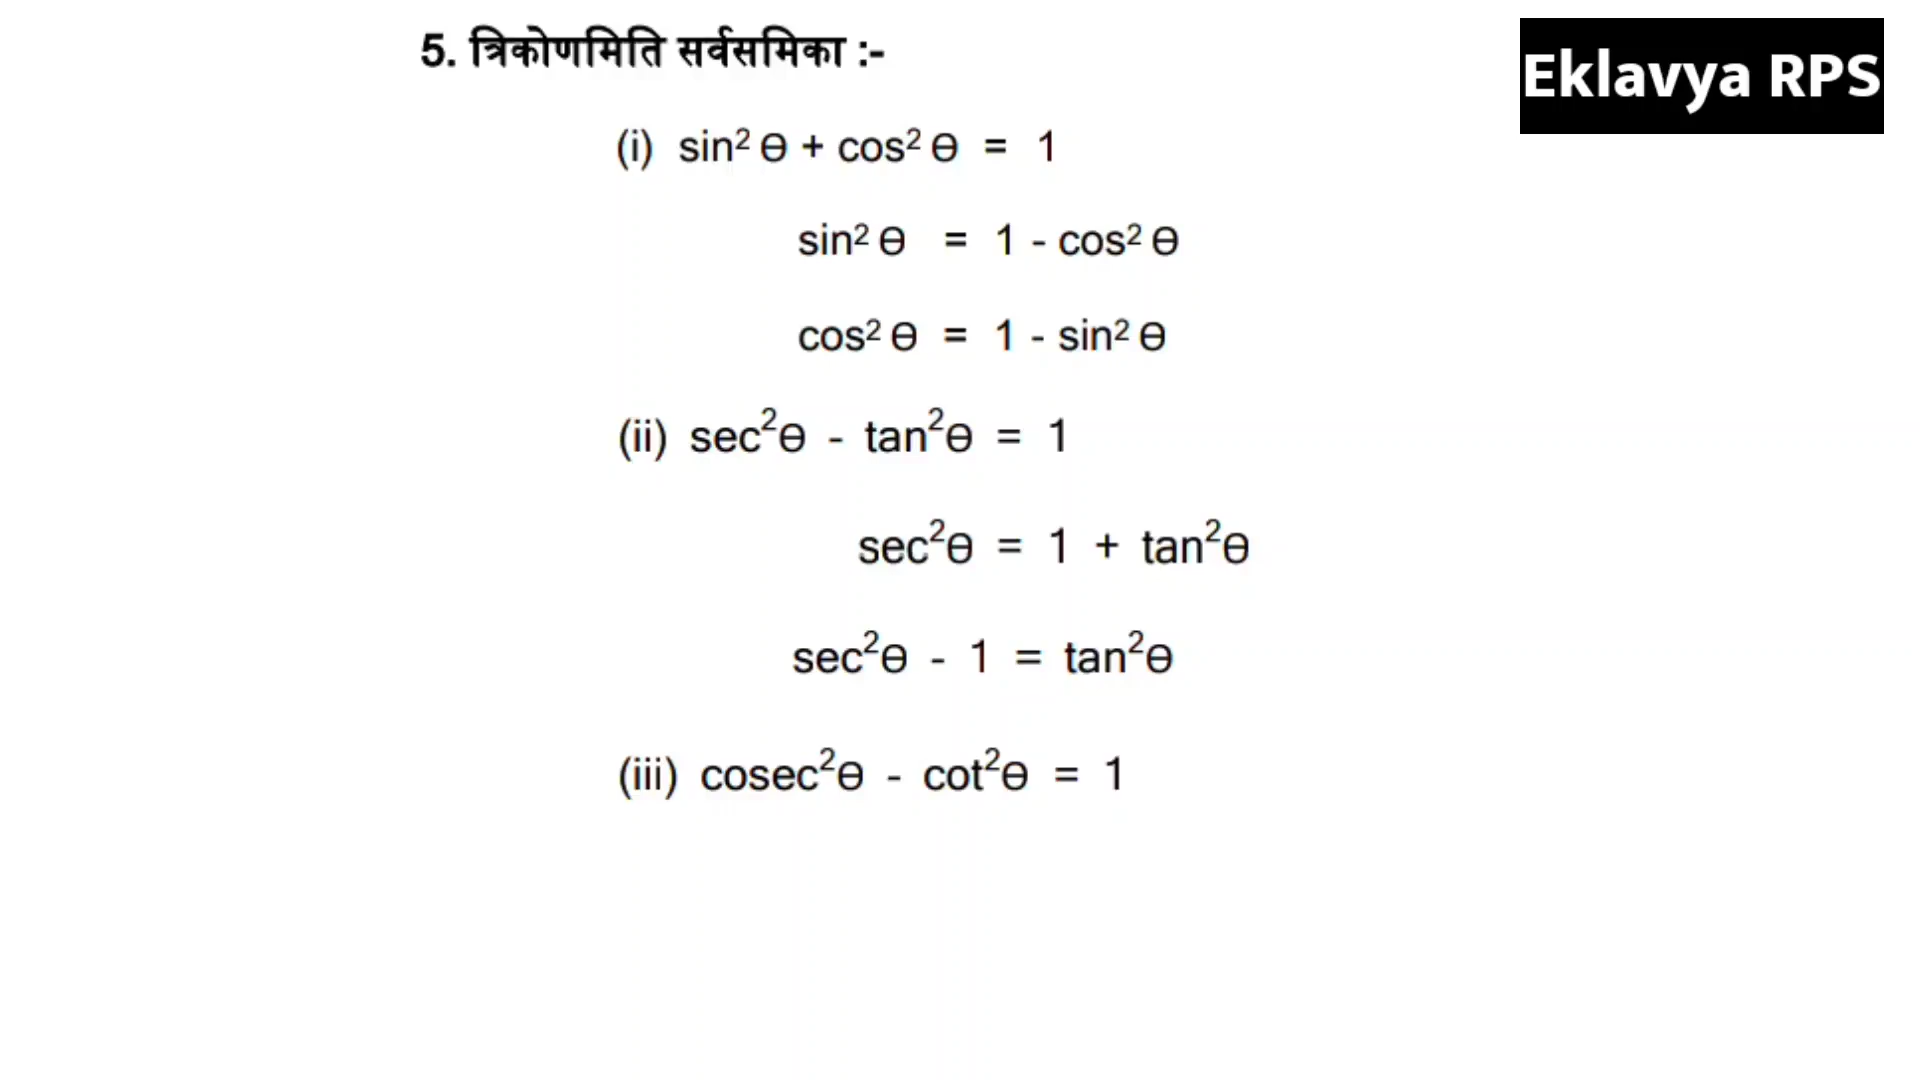 5. त्रिकोणमिति सर्वसमिका :-
Eklavya RPS
(i) sin² θ + cos² θ = 1
sin² θ = 1 - cos² θ
cos² θ = 1 - sin² θ
(ii) sec²θ - tan²θ = 1
sec²θ = 1 + tan²θ
sec²θ - 1 = tan²θ
(iii) cosec²θ - cot²θ = 1